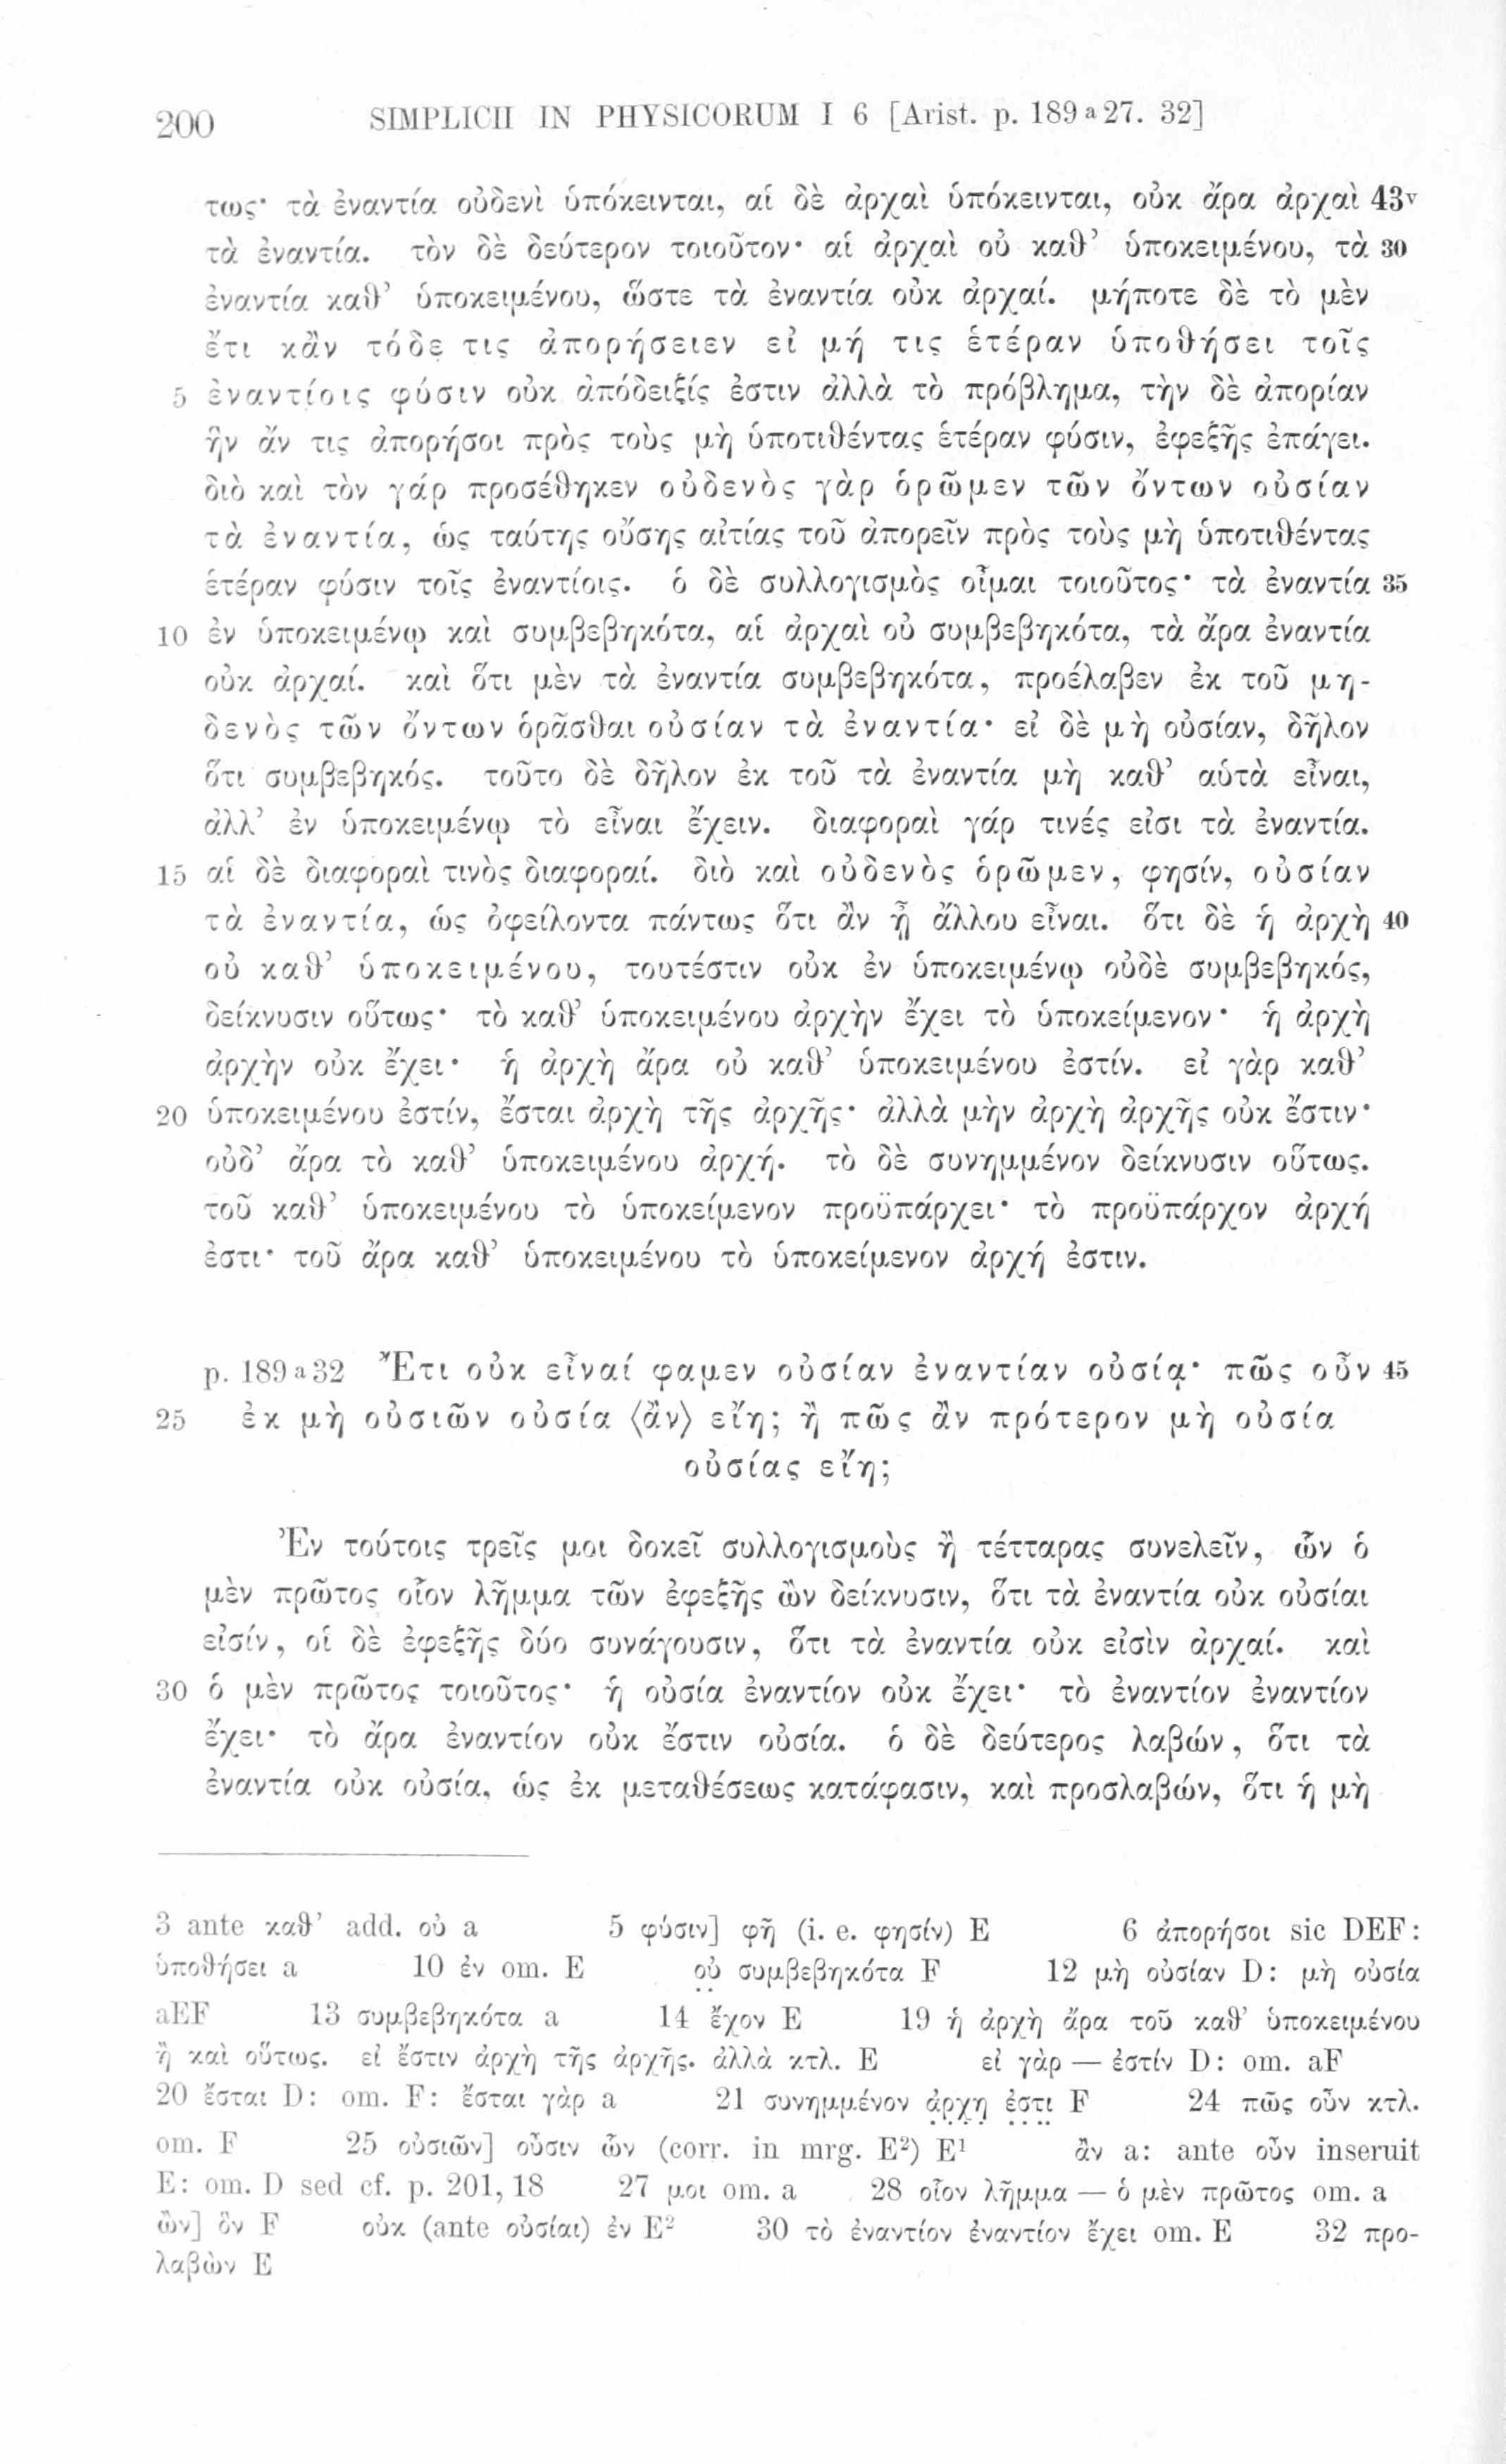 200 SIMPLICII IN PHYSICORUM I 6 [Arist. p. 189 a 27. 32]
τως· τὰ ἐναντία οὐδενὶ ὑπόκεινται, αἱ δὲ ἀρχαὶ ὑπόκεινται, οὐκ ἄρα ἀρχαὶ 43v
τὰ ἐναντία. τὸν δὲ δεύτερον τοιοῦτον· αἱ ἀρχαὶ οὐ καθ’ ὑποκειμένου, τὰ 30
ἐναντία καθ’ ὑποκειμένου, ὥστε τὰ ἐναντία οὐκ ἀρχαί. μήποτε δὲ τὸ μὲν
ἔτι κἂν τόδε τις ἀπορήσειεν εἰ μή τις ἑτέραν ὑποθήσει τοῖς
5 ἐναντίοις φύσιν οὐκ ἀπόδειξίς ἐστιν ἀλλὰ τὸ πρόβλημα, τὴν δὲ ἀπορίαν
ἣν ἄν τις ἀπορήσοι πρὸς τοὺς μὴ ὑποτιθέντας ἑτέραν φύσιν, ἐφεξῆς ἐπάγει.
διὸ καὶ τὸν γάρ προσέθηκεν οὐδενὸς γὰρ ὁρῶμεν τῶν ὄντων οὐσίαν
τὰ ἐναντία, ὡς ταύτης οὔσης αἰτίας τοῦ ἀπορεῖν πρὸς τοὺς μὴ ὑποτιθέντας
ἑτέραν φύσιν τοῖς ἐναντίοις. ὁ δὲ συλλογισμὸς οἶμαι τοιοῦτος· τὰ ἐναντία 35
10 ἐν ὑποκειμένῳ καὶ συμβεβηκότα, αἱ ἀρχαὶ οὐ συμβεβηκότα, τὰ ἄρα ἐναντία
οὐκ ἀρχαί. καὶ ὅτι μὲν τὰ ἐναντία συμβεβηκότα, προέλαβεν ἐκ τοῦ μη-
δενὸς τῶν ὄντων ὁρᾶσθαι οὐσίαν τὰ ἐναντία· εἰ δὲ μὴ οὐσίαν, δῆλον
ὅτι συμβεβηκός. τοῦτο δὲ δῆλον ἐκ τοῦ τὰ ἐναντία μὴ καθ’ αὑτὰ εἶναι,
ἀλλ’ ἐν ὑποκειμένῳ τὸ εἶναι ἔχειν. διαφοραὶ γάρ τινές εἰσι τὰ ἐναντία.
15 αἱ δὲ διαφοραὶ τινὸς διαφοραί. διὸ καὶ οὐδενὸς ὁρῶμεν, φησίν, οὐσίαν
τὰ ἐναντία, ὡς ὀφείλοντα πάντως ὅτι ἂν ᾖ ἄλλου εἶναι. ὅτι δὲ ἡ ἀρχὴ 40
οὐ καθ’ ὑποκειμένου, τουτέστιν οὐκ ἐν ὑποκειμένῳ οὐδὲ συμβεβηκός,
δείκνυσιν οὕτως· τὸ καθ’ ὑποκειμένου ἀρχὴν ἔχει τὸ ὑποκείμενον· ἡ ἀρχὴ
ἀρχὴν οὐκ ἔχει· ἡ ἀρχὴ ἄρα οὐ καθ’ ὑποκειμένου ἐστίν. εἰ γὰρ καθ’
20 ὑποκειμένου ἐστίν, ἔσται ἀρχὴ τῆς ἀρχῆς· ἀλλὰ μὴν ἀρχὴ ἀρχῆς οὐκ ἔστιν·
οὐδ’ ἄρα τὸ καθ’ ὑποκειμένου ἀρχή. τὸ δὲ συνημμένον δείκνυσιν οὕτως.
τοῦ καθ’ ὑποκειμένου τὸ ὑποκείμενον προϋπάρχει· τὸ προϋπάρχον ἀρχή
ἐστι· τοῦ ἄρα καθ’ ὑποκειμένου τὸ ὑποκείμενον ἀρχή ἐστιν.
p. 189 a 32 Ἔτι οὐκ εἶναί φαμεν οὐσίαν ἐναντίαν οὐσίᾳ· πῶς οὖν 45
25 ἐκ μὴ οὐσιῶν οὐσία ⟨ἂν⟩ εἴη; ἢ πῶς ἂν πρότερον μὴ οὐσία
οὐσίας εἴη;
Ἐν τούτοις τρεῖς μοι δοκεῖ συλλογισμοὺς ἢ τέτταρας συνελεῖν, ὧν ὁ
μὲν πρῶτος οἷον λῆμμα τῶν ἐφεξῆς ὢν δείκνυσιν, ὅτι τὰ ἐναντία οὐκ οὐσίαι
εἰσίν, οἱ δὲ ἐφεξῆς δύο συνάγουσιν, ὅτι τὰ ἐναντία οὐκ εἰσὶν ἀρχαί. καὶ
30 ὁ μὲν πρῶτος τοιοῦτος· ἡ οὐσία ἐναντίον οὐκ ἔχει· τὸ ἐναντίον ἐναντίον
ἔχει· τὸ ἄρα ἐναντίον οὐκ ἔστιν οὐσία. ὁ δὲ δεύτερος λαβών, ὅτι τὰ
ἐναντία οὐκ οὐσία, ὡς ἐκ μεταθέσεως κατάφασιν, καὶ προσλαβών, ὅτι ἡ μὴ
3 ante καθ’ add. οὐ a 5 φύσιν] φῆ (i. e. φησίν) E 6 ἀπορήσοι sic DEF:
ὑποθήσει a 10 ἐν om. E οὐ συμβεβηκότα F 12 μὴ οὐσίαν D: μὴ οὐσία
aEF 13 συμβεβηκότα a 14 ἔχον E 19 ἡ ἀρχὴ ἄρα τοῦ καθ’ ὑποκειμένου
ἢ καὶ οὕτως. εἰ ἔστιν ἀρχὴ τῆς ἀρχῆς. ἀλλὰ κτλ. E εἰ γὰρ — ἐστίν D: om. aF
20 ἔσται D: om. F: ἔσται γὰρ a 21 συνημμένον ἀρχη ἐστι F 24 πῶς οὖν κτλ.
om. F 25 οὐσιῶν] οὖσιν ὧν (corr. in mrg. E²) E¹ ἂν a: ante οὖν inseruit
E: om. D sed cf. p. 201, 18 27 μοι om. a 28 οἷον λῆμμα — ὁ μὲν πρῶτος om. a
ὢν] ὃν F οὐκ (ante οὐσίαι) ἐν E² 30 τὸ ἐναντίον ἐναντίον ἔχει om. E 32 προ-
λαβὼν E